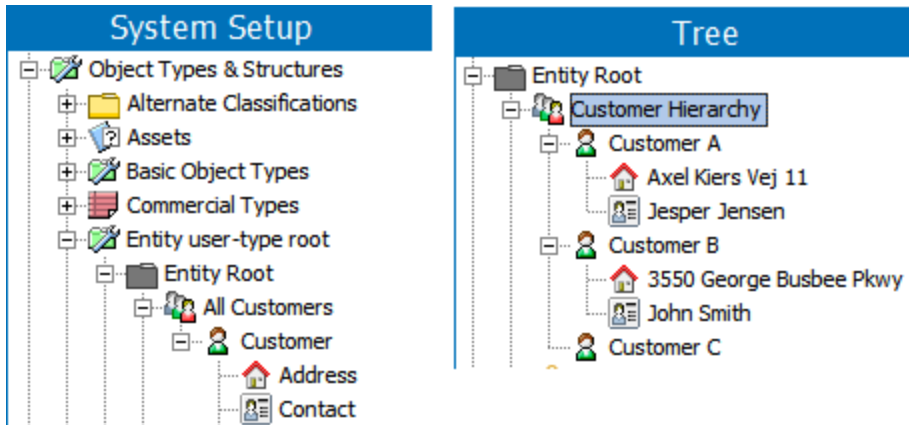 System Setup
Object Types & Structures
Alternate Classifications
Assets
Basic Object Types
Commercial Types
Entity user-type root
Entity Root
All Customers
Customer
Address
Contact
Tree
Entity Root
Customer Hierarchy
Customer A
Axel Kiers Vej 11
Jesper Jensen
Customer B
3550 George Busbee Pkwy
John Smith
Customer C